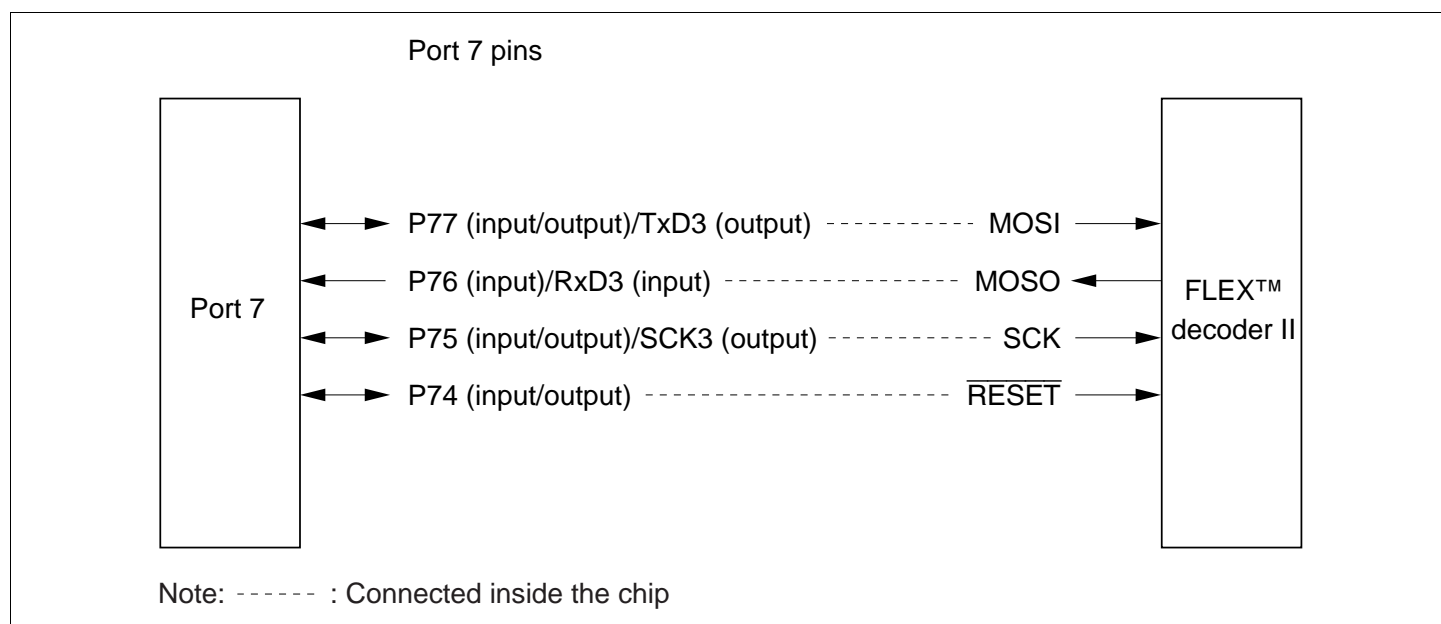 Port 7 pins
P77 (input/output)/TxD3 (output) ------------ MOSI
P76 (input)/RxD3 (input) ------------ MOSO
Port 7
FLEX™
decoder II
P75 (input/output)/SCK3 (output) ------------ SCK
P74 (input/output) ------------ R̅E̅S̅E̅T̅
Note: ------ : Connected inside the chip